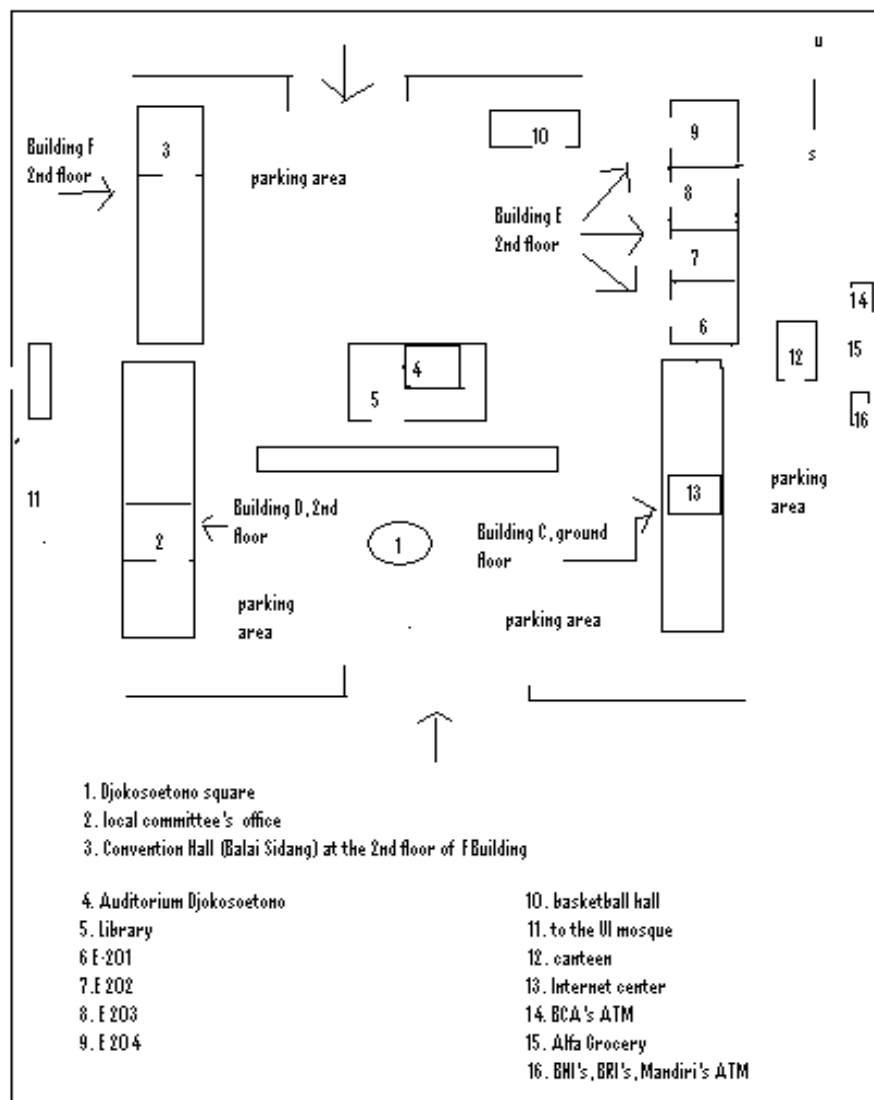 u
s
Building F
2nd floor
3
parking area
10
9
8
7
6
Building E
2nd floor
14
15
16
12
4
5
11
2
Building D, 2nd
floor
1
Building C, ground
floor
13
parking
area
parking
area
parking area
1. Djokosoetono square
2. local committee's office
3. Convention Hall (Balai Sidang) at the 2nd floor of F Building
4. Auditorium Djokosoetono
5. Library
6 E-201
7.E 202
8. E 203
9. E 204
10. basketball hall
11. to the UI mosque
12. canteen
13. Internet center
14. BCA's ATM
15. Alfa Grocery
16. BNI's, BRI's, Mandiri's ATM